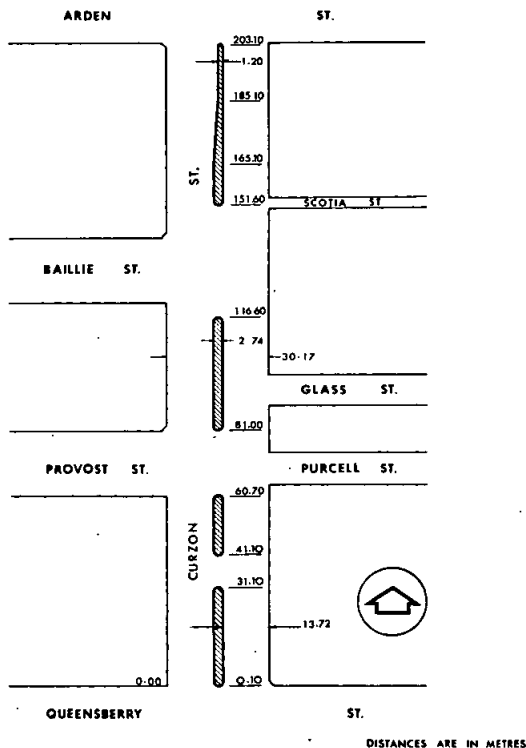 ARDEN ST.
203.10
1.20
185.10
ST.
165.10
151.60
SCOTIA ST
BAILLIE ST.
116.60
2.74
30.17
GLASS ST.
81.00
PROVOST ST.
PURCELL ST.
60.70
CURZON
41.10
31.10
13.72
0.00
0.10
QUEENSBERRY ST.
DISTANCES ARE IN METRES